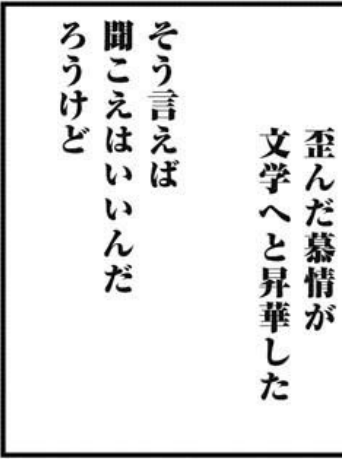 歪んだ慕情が
文学へと昇華した
そう言えば
聞こえはいいんだ
ろうけど